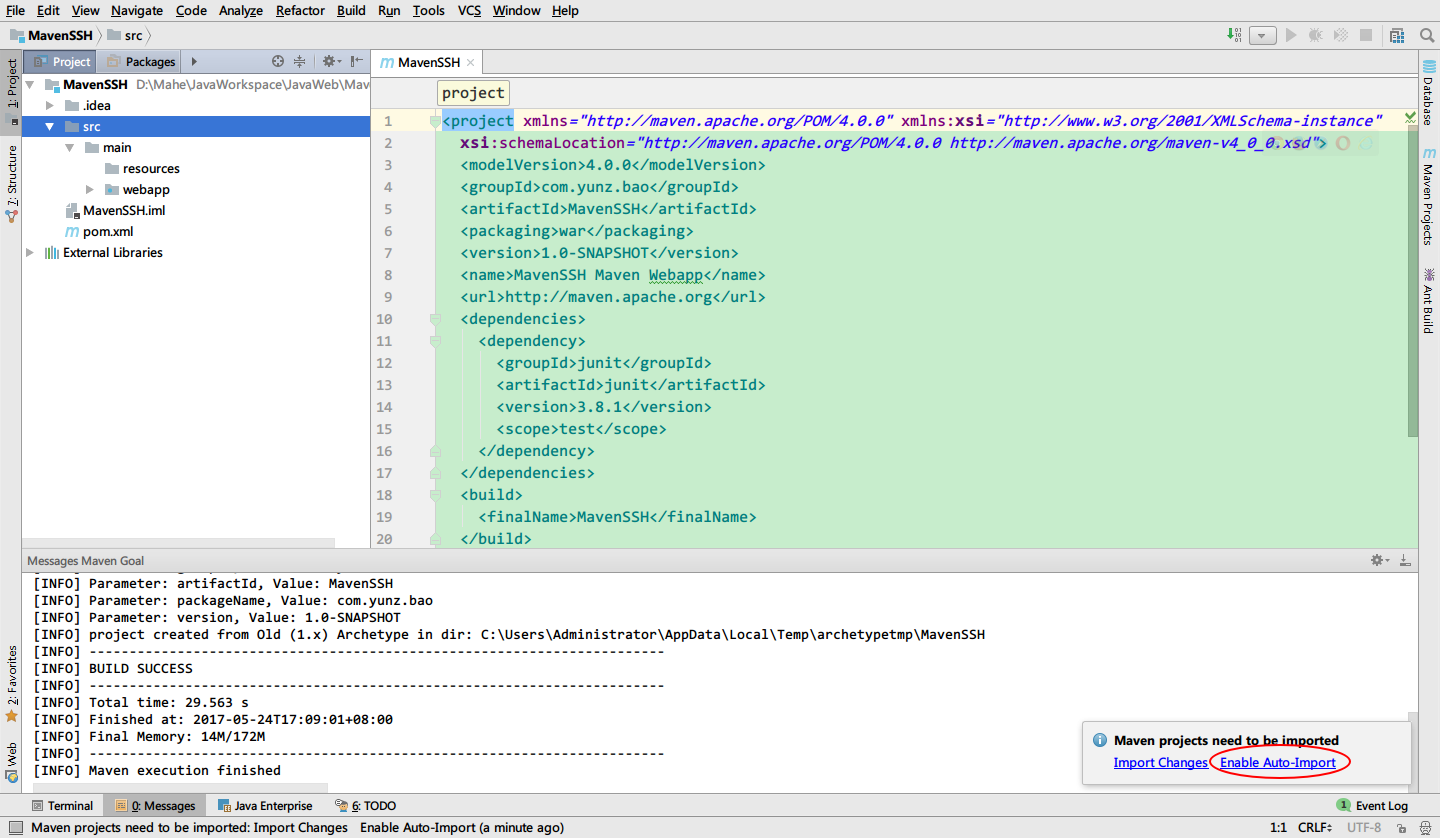 File Edit View Navigate Code Analyze Refactor Build Run Tools VCS Window Help
MavenSSH src
1: Project
7: Structure
2: Favorites
Web
Project Packages
MavenSSH D:\Mahe\JavaWorkspace\JavaWeb\Mav
.idea
src
main
resources
webapp
MavenSSH.iml
pom.xml
External Libraries
m MavenSSH
project
1 <project xmlns="http://maven.apache.org/POM/4.0.0" xmlns:xsi="http://www.w3.org/2001/XMLSchema-instance"
2 xsi:schemaLocation="http://maven.apache.org/POM/4.0.0 http://maven.apache.org/maven-v4_0_0.xsd">
3 <modelVersion>4.0.0</modelVersion>
4 <groupId>com.yunz.bao</groupId>
5 <artifactId>MavenSSH</artifactId>
6 <packaging>war</packaging>
7 <version>1.0-SNAPSHOT</version>
8 <name>MavenSSH Maven Webapp</name>
9 <url>http://maven.apache.org</url>
10 <dependencies>
11 <dependency>
12 <groupId>junit</groupId>
13 <artifactId>junit</artifactId>
14 <version>3.8.1</version>
15 <scope>test</scope>
16 </dependency>
17 </dependencies>
18 <build>
19 <finalName>MavenSSH</finalName>
20 </build>
Database
Maven Projects
Ant Build
Messages Maven Goal
[INFO] Parameter: artifactId, Value: MavenSSH
[INFO] Parameter: packageName, Value: com.yunz.bao
[INFO] Parameter: version, Value: 1.0-SNAPSHOT
[INFO] project created from Old (1.x) Archetype in dir: C:\Users\Administrator\AppData\Local\Temp\archetypetmp\MavenSSH
[INFO] ------------------------------------------------------------------------
[INFO] BUILD SUCCESS
[INFO] ------------------------------------------------------------------------
[INFO] Total time: 29.563 s
[INFO] Finished at: 2017-05-24T17:09:01+08:00
[INFO] Final Memory: 14M/172M
[INFO] ------------------------------------------------------------------------
[INFO] Maven execution finished
Maven projects need to be imported
Import Changes Enable Auto-Import
Terminal 0: Messages Java Enterprise 6: TODO 1 Event Log
Maven projects need to be imported: Import Changes Enable Auto-Import (a minute ago) 1:1 CRLF÷ UTF-8